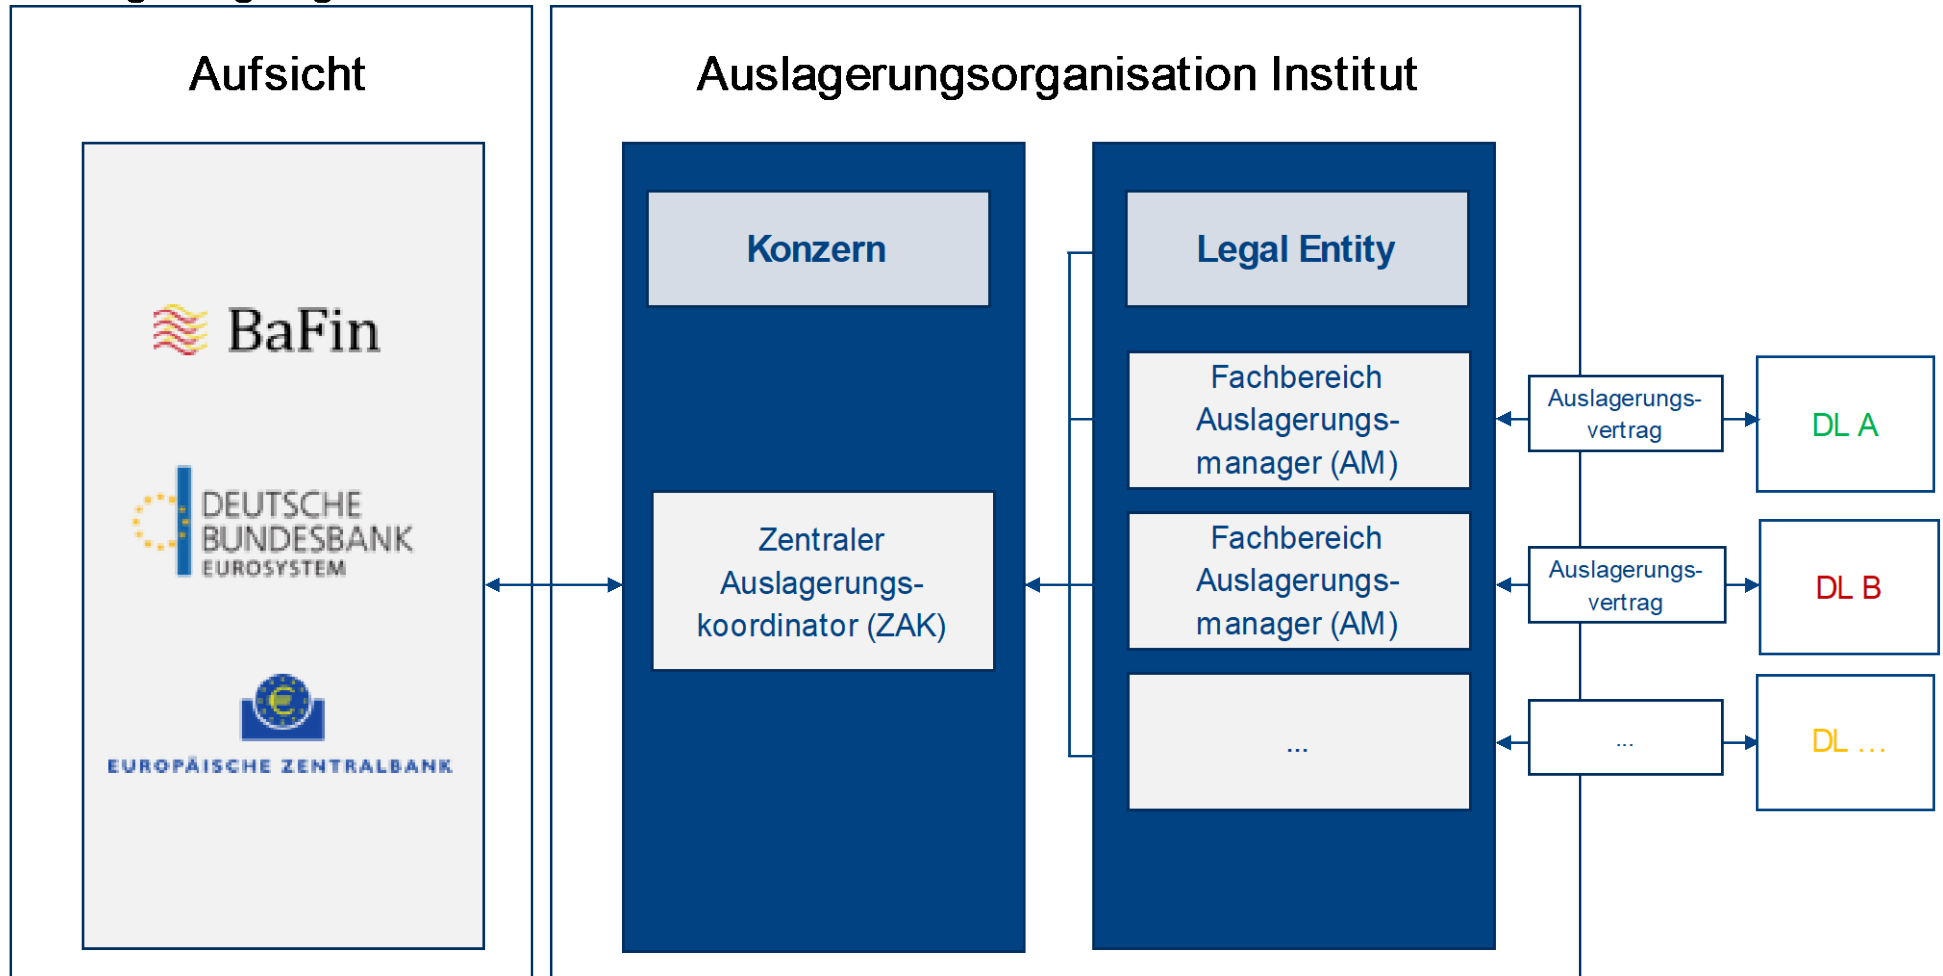 Aufsicht
BaFin
DEUTSCHE
BUNDESBANK
EUROSYSTEM
EUROPÄISCHE ZENTRALBANK
Auslagerungsorganisation Institut
Konzern
Zentraler
Auslagerungs-
koordinator (ZAK)
Legal Entity
Fachbereich
Auslagerungs-
manager (AM)
Fachbereich
Auslagerungs-
manager (AM)
...
Auslagerungs-
vertrag
DL A
Auslagerungs-
vertrag
DL B
...
DL ...